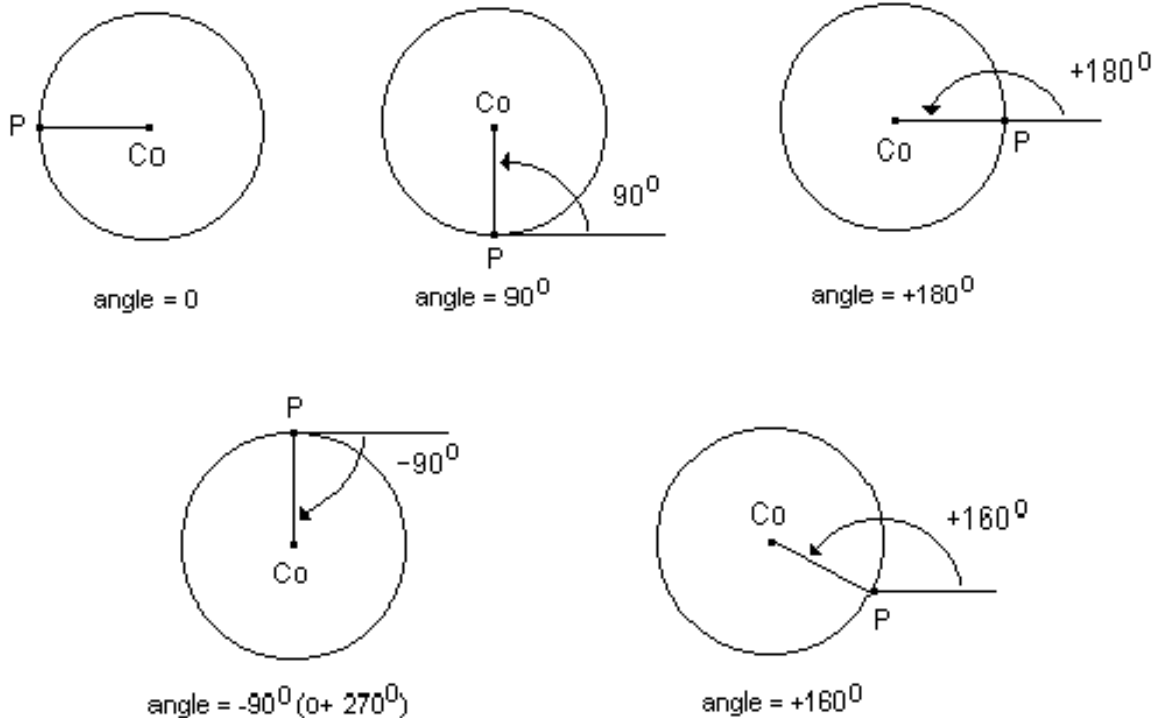 P
Co
angle = 0
Co
90⁰
P
angle = 90⁰
+180⁰
Co
P
angle = +180⁰
P
-90⁰
Co
angle = -90⁰ (o+ 270⁰)
Co
+160⁰
P
angle = +160⁰